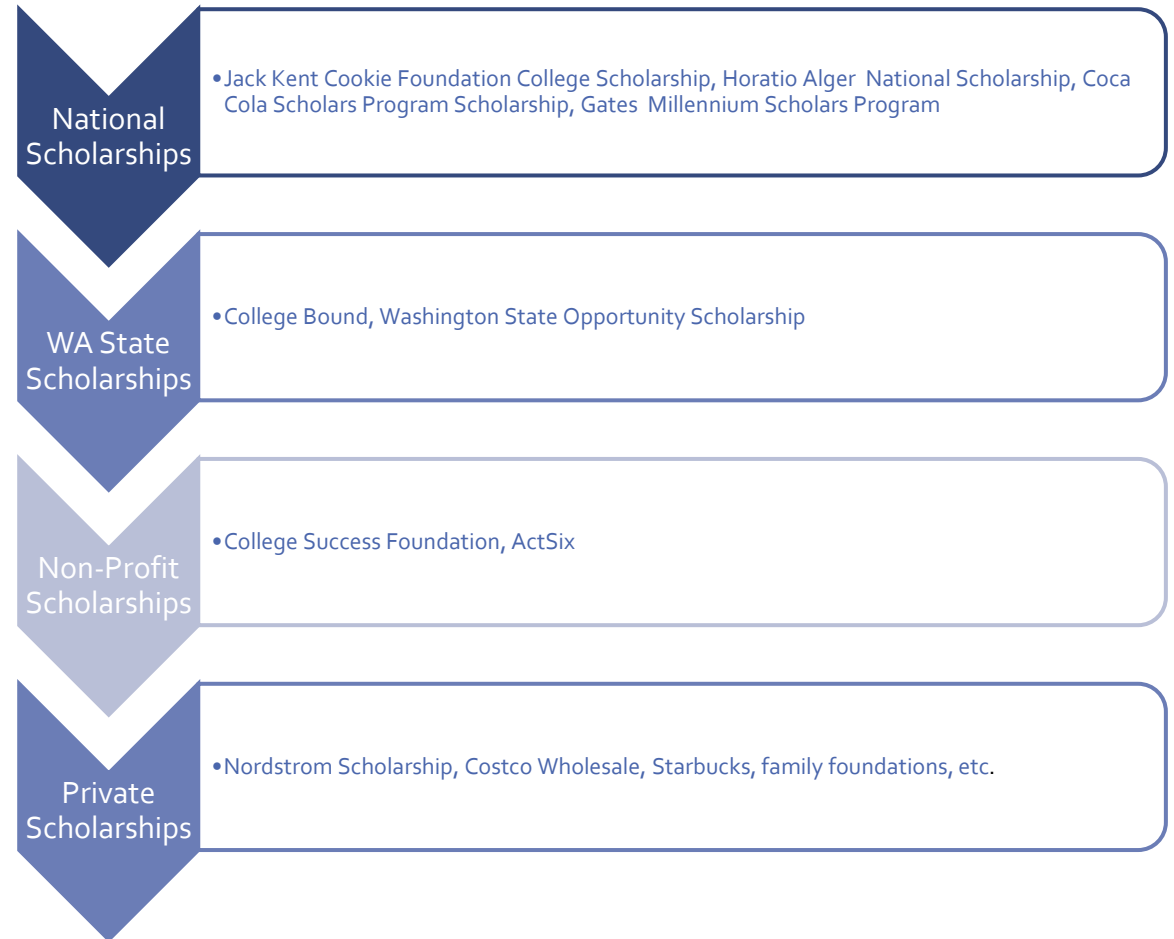 National
Scholarships
•Jack Kent Cookie Foundation College Scholarship, Horatio Alger National Scholarship, Coca
Cola Scholars Program Scholarship, Gates Millennium Scholars Program
WA State
Scholarships
•College Bound, Washington State Opportunity Scholarship
Non-Profit
Scholarships
•College Success Foundation, ActSix
Private
Scholarships
•Nordstrom Scholarship, Costco Wholesale, Starbucks, family foundations, etc.